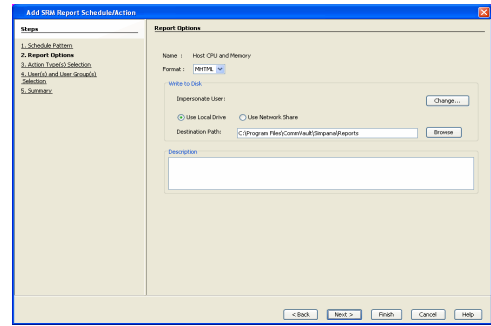 Add SRM Report Schedule/Action
Steps
1. Schedule Pattern
2. Report Options
3. Action Type(s) Selection
4. User(s) and User Group(s)
Selection
5. Summary
Report Options
Name : Host CPU and Memory
Format : MHTML
Write to Disk
Impersonate User:
Change...
Use Local Drive Use Network Share
Destination Path: C:\Program Files\CommVault\Simpana\Reports Browse
Description
< Back Next > Finish Cancel Help